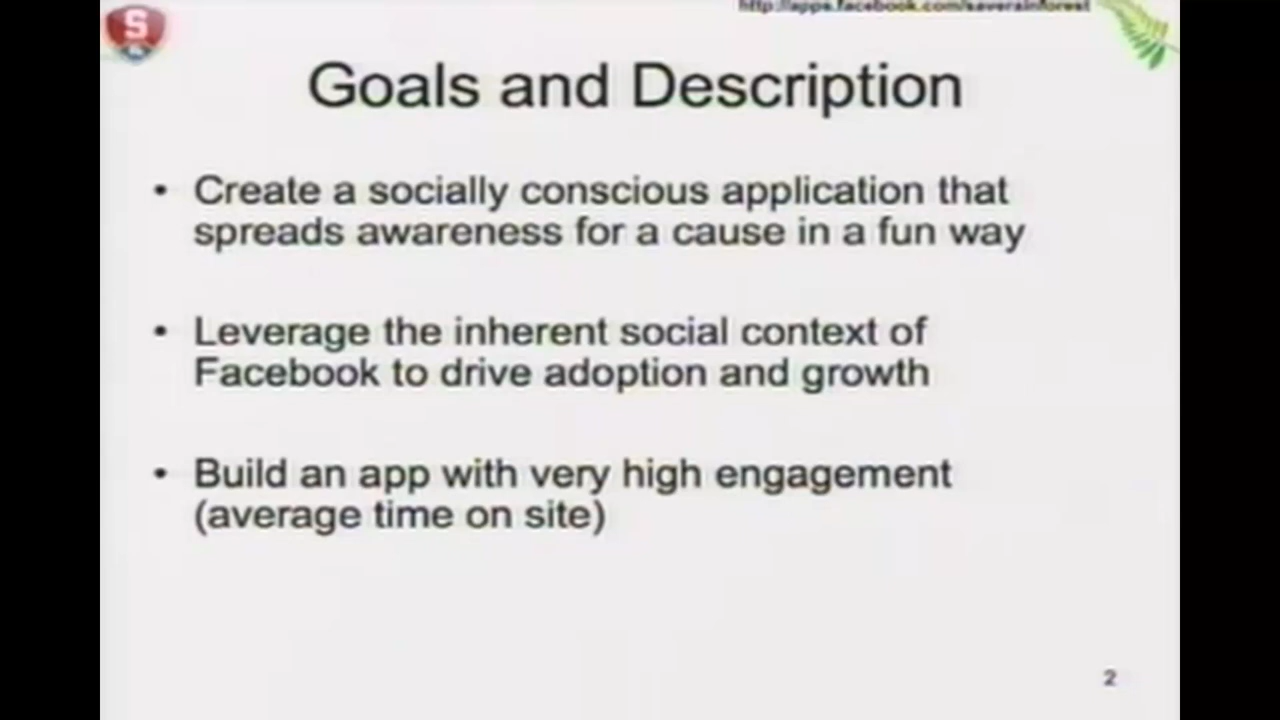 http://apps.facebook.com/saverainforest
S
Goals and Description
• Create a socially conscious application that
spreads awareness for a cause in a fun way
• Leverage the inherent social context of
Facebook to drive adoption and growth
• Build an app with very high engagement
(average time on site)
2